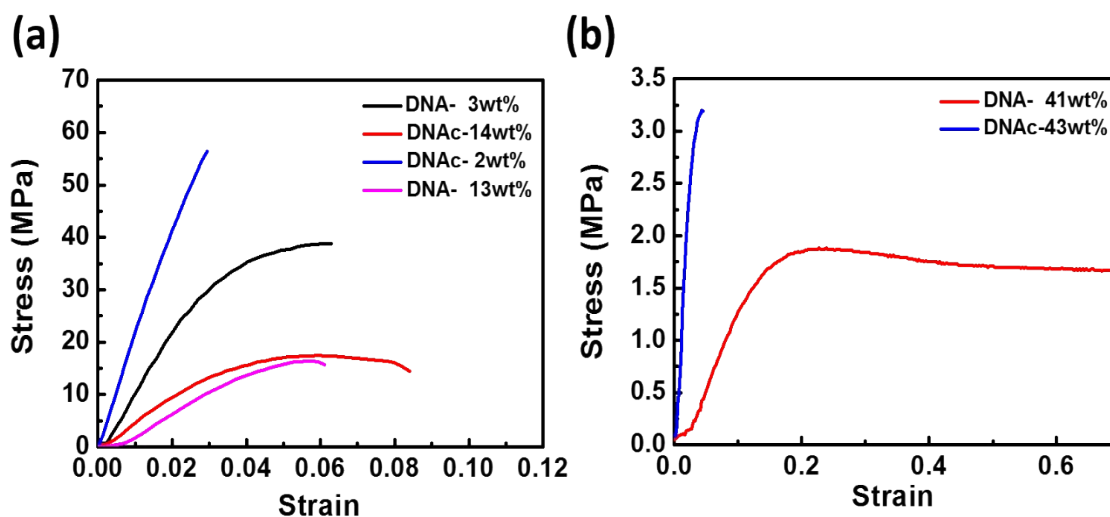 (a)
Stress (MPa)
70
60
50
40
30
20
10
0
DNA- 3wt%
DNAc-14wt%
DNAc- 2wt%
DNA- 13wt%
0.00 0.02 0.04 0.06 0.08 0.10 0.12
Strain
(b)
Stress (MPa)
3.5
3.0
2.5
2.0
1.5
1.0
0.5
0.0
DNA- 41wt%
DNAc-43wt%
0.0 0.2 0.4 0.6
Strain